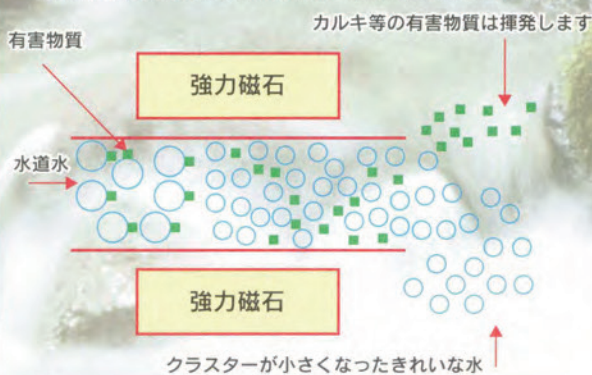 カルキ等の有害物質は揮発します
有害物質
強力磁石
水道水
強力磁石
クラスターが小さくなったきれいな水